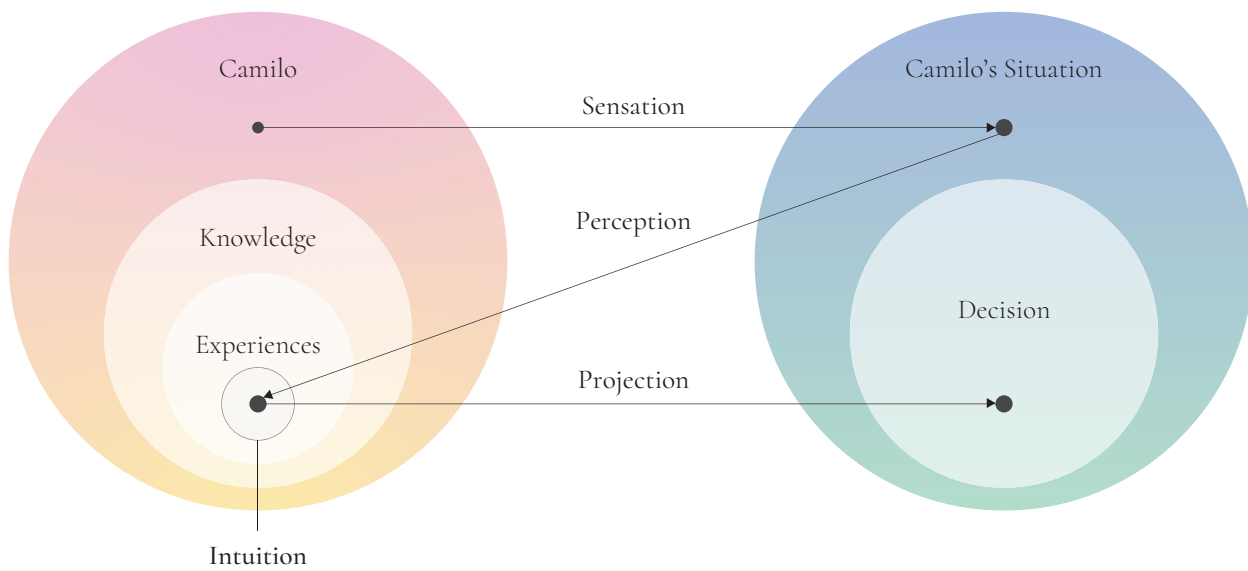 Camilo
Camilo’s Situation
Sensation
Perception
Knowledge
Decision
Experiences
Projection
Intuition